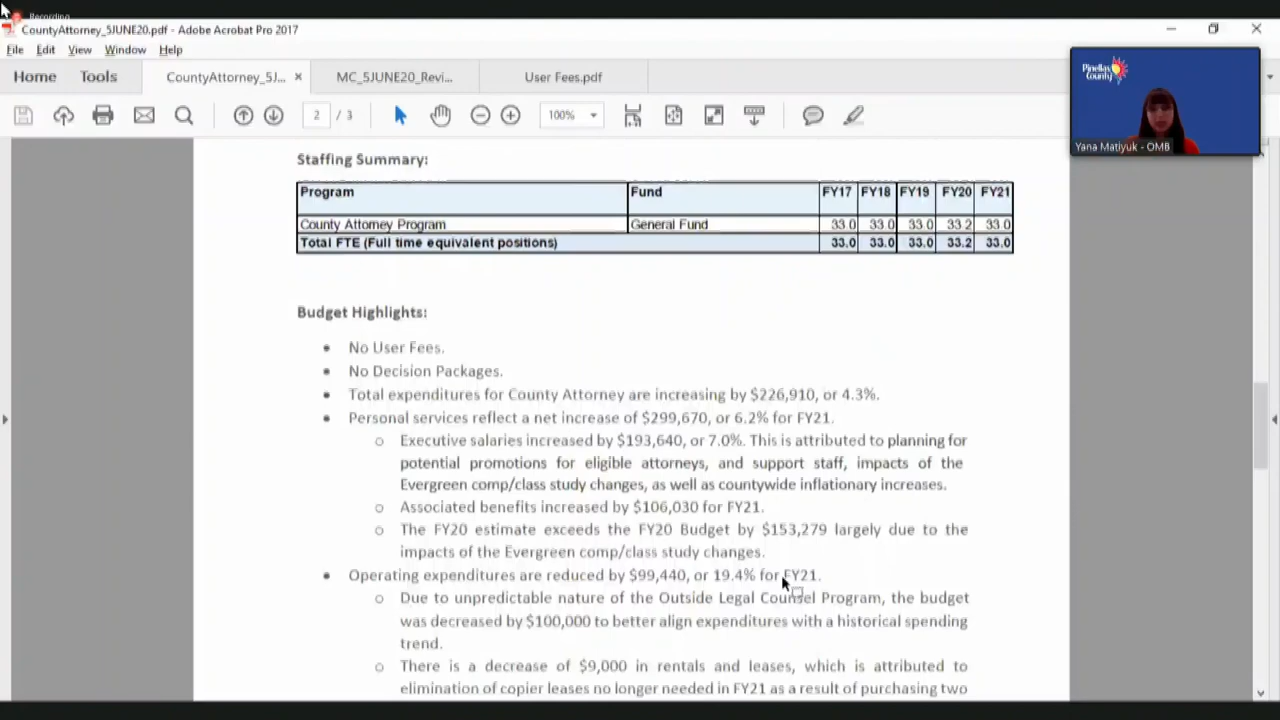 Recording
CountyAttorney_5JUNE20.pdf - Adobe Acrobat Pro 2017
File Edit View Window Help
Home Tools CountyAttorney_5J... × MC_5JUNE20_Revi... User Fees.pdf
2 / 3 100%
Pinellas
County
Yana Matiyuk - OMB
Staffing Summary:
Program Fund FY17 FY18 FY19 FY20 FY21
County Attorney Program General Fund 33.0 33.0 33.0 33.2 33.0
Total FTE (Full time equivalent positions) 33.0 33.0 33.0 33.2 33.0
Budget Highlights:
• No User Fees.
• No Decision Packages.
• Total expenditures for County Attorney are increasing by $226,910, or 4.3%.
• Personal services reflect a net increase of $299,670, or 6.2% for FY21.
o Executive salaries increased by $193,640, or 7.0%. This is attributed to planning for
potential promotions for eligible attorneys, and support staff, impacts of the
Evergreen comp/class study changes, as well as countywide inflationary increases.
o Associated benefits increased by $106,030 for FY21.
o The FY20 estimate exceeds the FY20 Budget by $153,279 largely due to the
impacts of the Evergreen comp/class study changes.
• Operating expenditures are reduced by $99,440, or 19.4% for FY21.
o Due to unpredictable nature of the Outside Legal Counsel Program, the budget
was decreased by $100,000 to better align expenditures with a historical spending
trend.
o There is a decrease of $9,000 in rentals and leases, which is attributed to
elimination of copier leases no longer needed in FY21 as a result of purchasing two